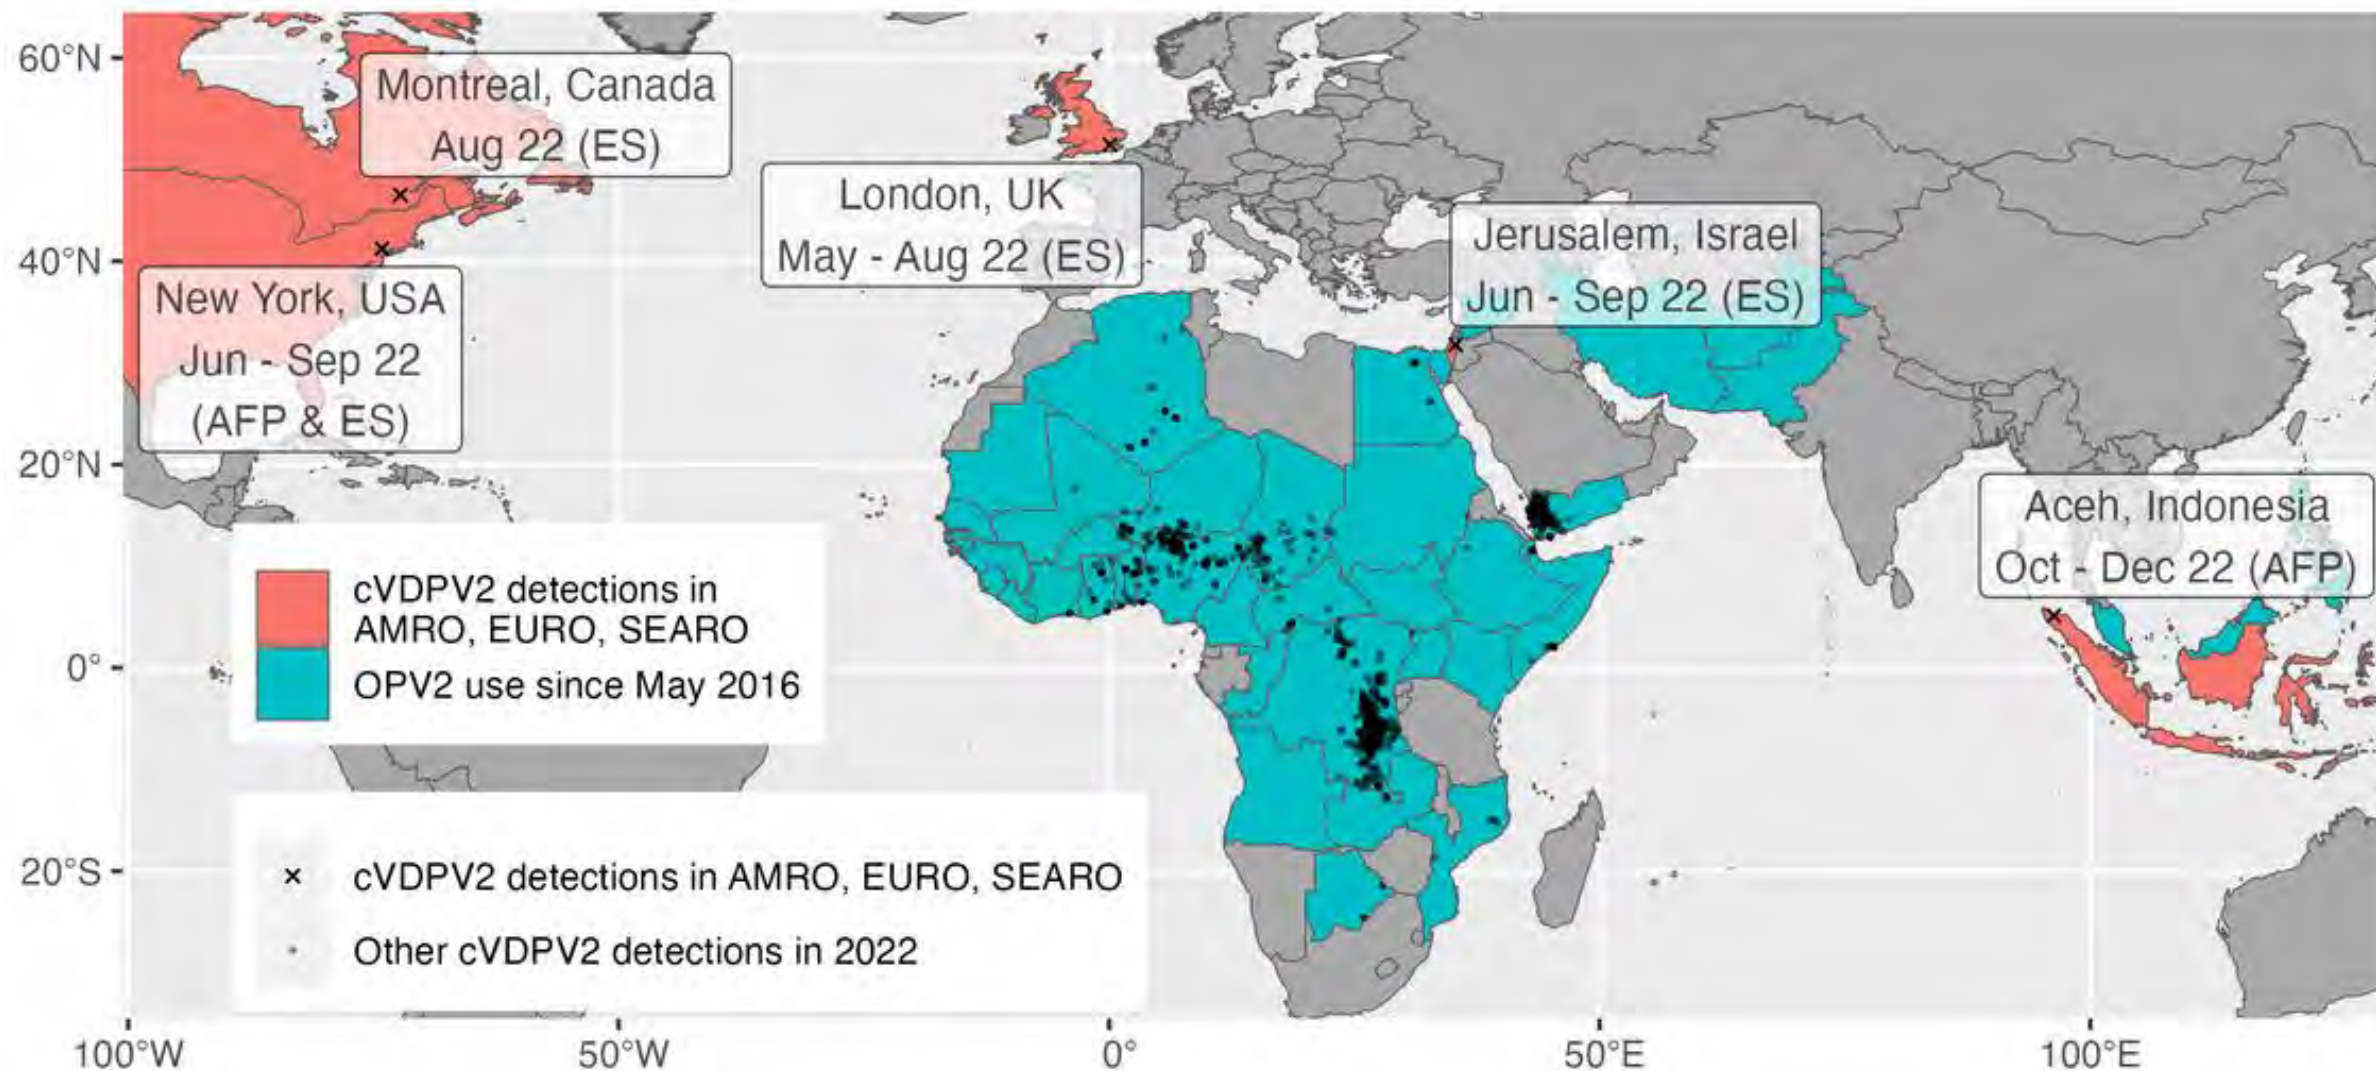 60°N
40°N
20°N
0°
20°S
Montreal, Canada
Aug 22 (ES)
London, UK
May - Aug 22 (ES)
Jerusalem, Israel
Jun - Sep 22 (ES)
New York, USA
Jun - Sep 22
(AFP & ES)
Aceh, Indonesia
Oct - Dec 22 (AFP)
cVDPV2 detections in
AMRO, EURO, SEARO
OPV2 use since May 2016
cVDPV2 detections in AMRO, EURO, SEARO
Other cVDPV2 detections in 2022
100°W
50°W
0°
50°E
100°E